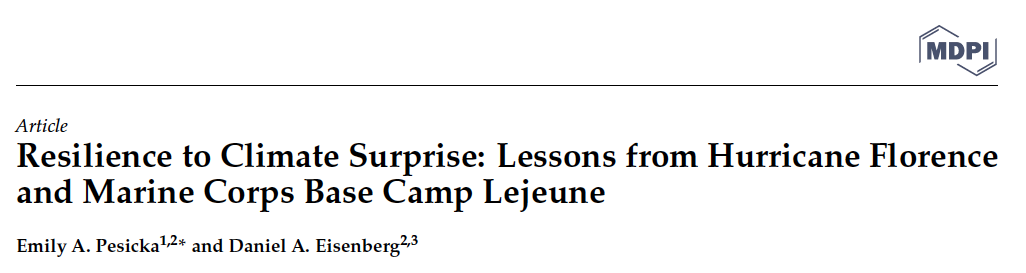 MDPI
Article
Resilience to Climate Surprise: Lessons from Hurricane Florence
and Marine Corps Base Camp Lejeune
Emily A. Pesicka1,2* and Daniel A. Eisenberg2,3